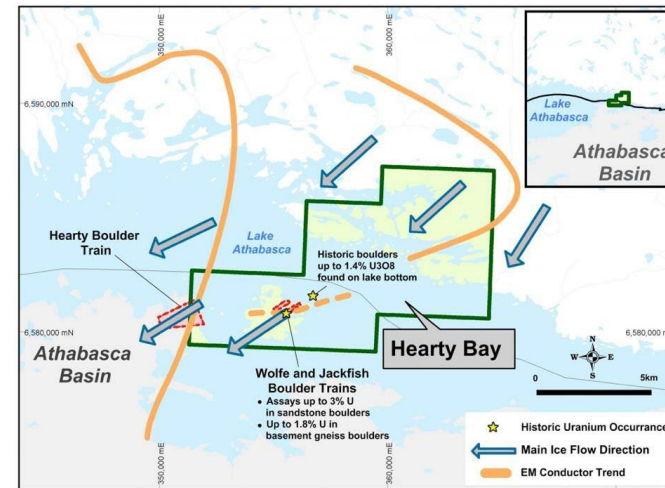 350,000 mE
360,000 mE
6,590,000 mN
Lake
Athabasca
Athabasca
Basin
Hearty Boulder
Train
Lake
Athabasca
Historic boulders
up to 1.4% U3O8
found on lake bottom
6,580,000 mN
6,580,000 m
Hearty Bay
Athabasca
Basin
Wolfe and Jackfish
Boulder Trains
• Assays up to 3% U
in sandstone boulders
• Up to 1.8% U in
basement gneiss boulders
N
W E
S
0 5km
Historic Uranium Occurrance
Main Ice Flow Direction
EM Conductor Trend
350,000 mE
360,000 mE